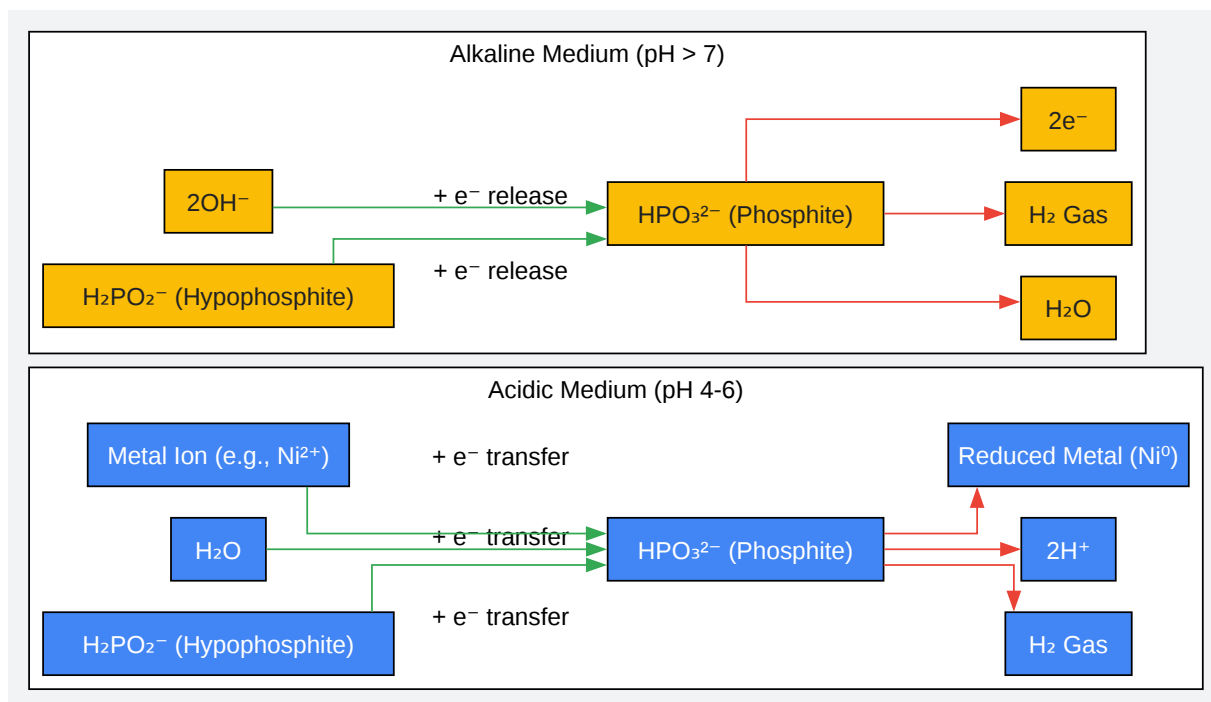 Alkaline Medium (pH > 7)
2e⁻
2OH⁻
+ e⁻ release
HPO₃²⁻ (Phosphite)
H₂ Gas
+ e⁻ release
H₂PO₂⁻ (Hypophosphite)
H₂O
Acidic Medium (pH 4-6)
Metal Ion (e.g., Ni²⁺)
+ e⁻ transfer
Reduced Metal (Ni⁰)
H₂O
+ e⁻ transfer
HPO₃²⁻ (Phosphite)
2H⁺
H₂PO₂⁻ (Hypophosphite)
+ e⁻ transfer
H₂ Gas